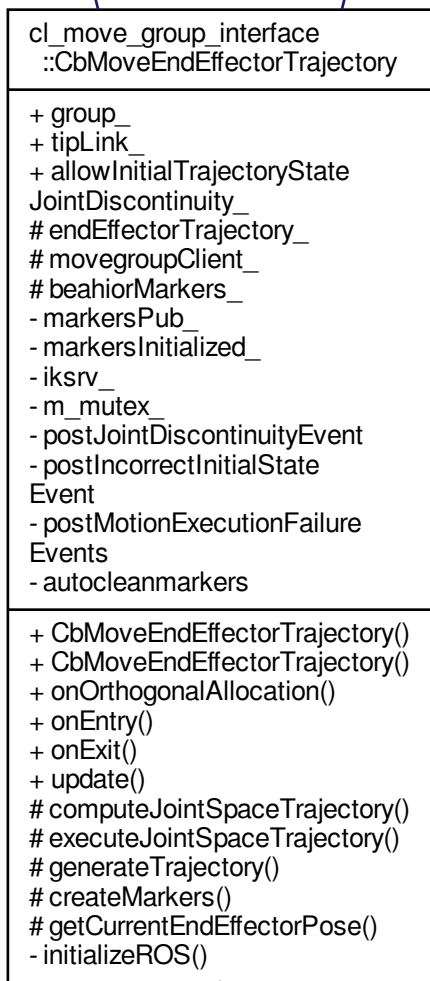 cl_move_group_interface
::CbMoveEndEffectorTrajectory
+ group_
+ tipLink_
+ allowInitialTrajectoryState
JointDiscontinuity_
# endEffectorTrajectory_
# movegroupClient_
# beahiorMarkers_
- markersPub_
- markersInitialized_
- iksrv_
- m_mutex_
- postJointDiscontinuityEvent
- postIncorrectInitialState
Event
- postMotionExecutionFailure
Events
- autocleanmarkers
+ CbMoveEndEffectorTrajectory()
+ CbMoveEndEffectorTrajectory()
+ onOrthogonalAllocation()
+ onEntry()
+ onExit()
+ update()
# computeJointSpaceTrajectory()
# executeJointSpaceTrajectory()
# generateTrajectory()
# createMarkers()
# getCurrentEndEffectorPose()
- initializeROS()